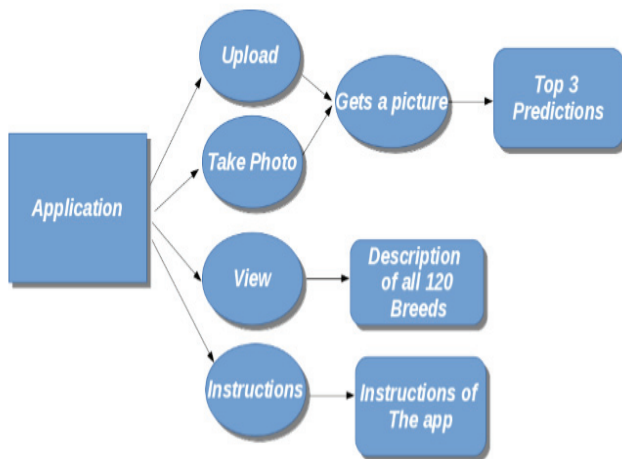 Upload
Gets a picture
Top 3
Predictions
Take Photo
Application
View
Description
of all 120
Breeds
Instructions
Instructions of
The app